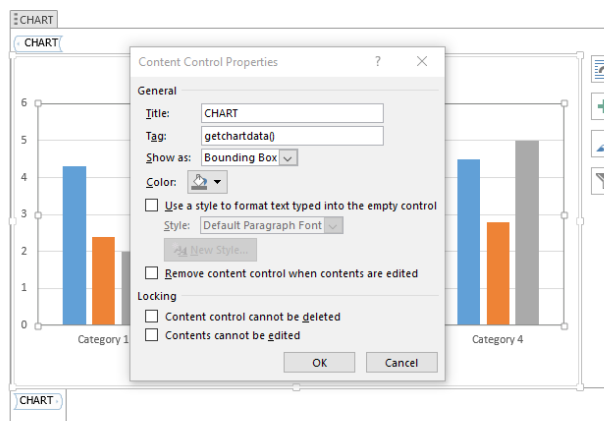 CHART
CHART
Content Control Properties ?
General
Title: CHART
Tag: getchartdata()
Show as: Bounding Box
Color:
Use a style to format text typed into the empty control
Style: Default Paragraph Font
New Style...
Remove content control when contents are edited
Locking
Content control cannot be deleted
Contents cannot be edited
OK Cancel
6
5
4
3
2
1
0
Category 1 Category 4
CHART